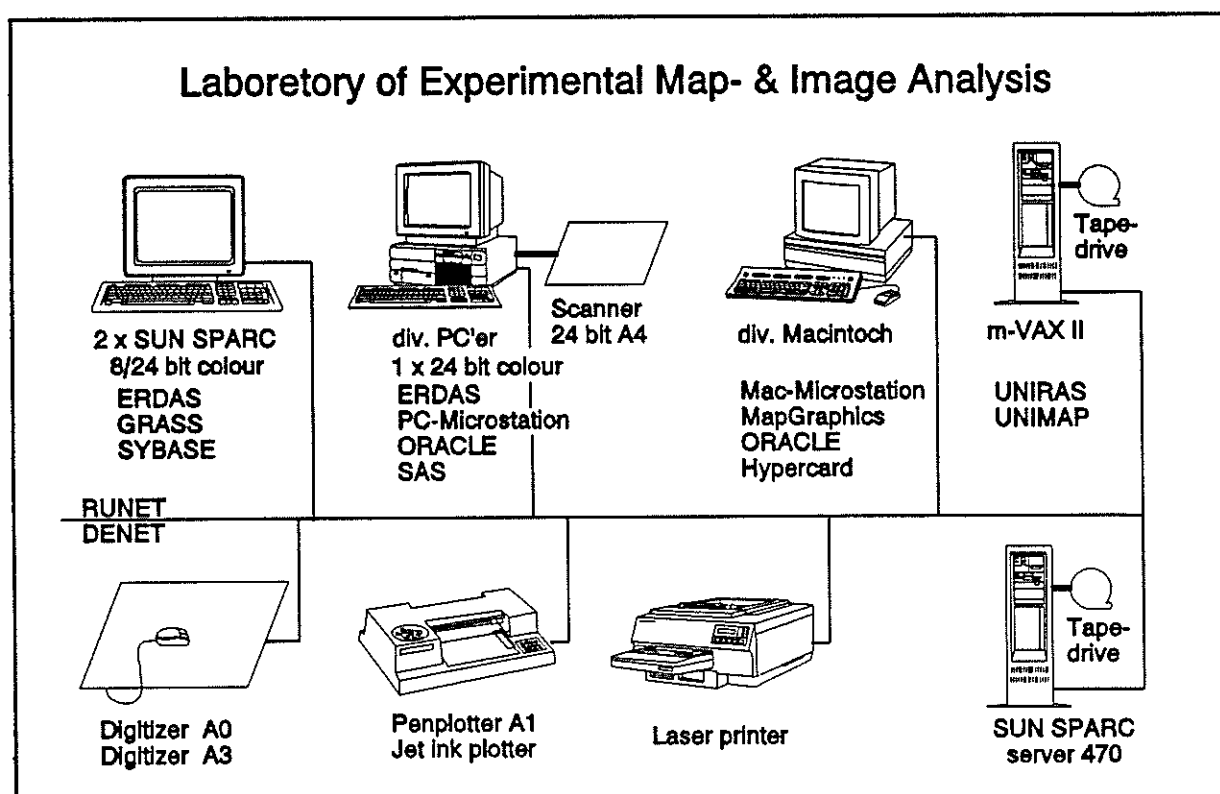 Laboretory of Experimental Map- & Image Analysis
2 x SUN SPARC
8/24 bit colour
ERDAS
GRASS
SYBASE
div. PC'er
1 x 24 bit colour
ERDAS
PC-Microstation
ORACLE
SAS
Scanner
24 bit A4
div. Macintoch
Mac-Microstation
MapGraphics
ORACLE
Hypercard
Tape-
drive
m-VAX II
UNIRAS
UNIMAP
RUNET
DENET
Digitizer A0
Digitizer A3
Penplotter A1
Jet ink plotter
Laser printer
Tape-
drive
SUN SPARC
server 470